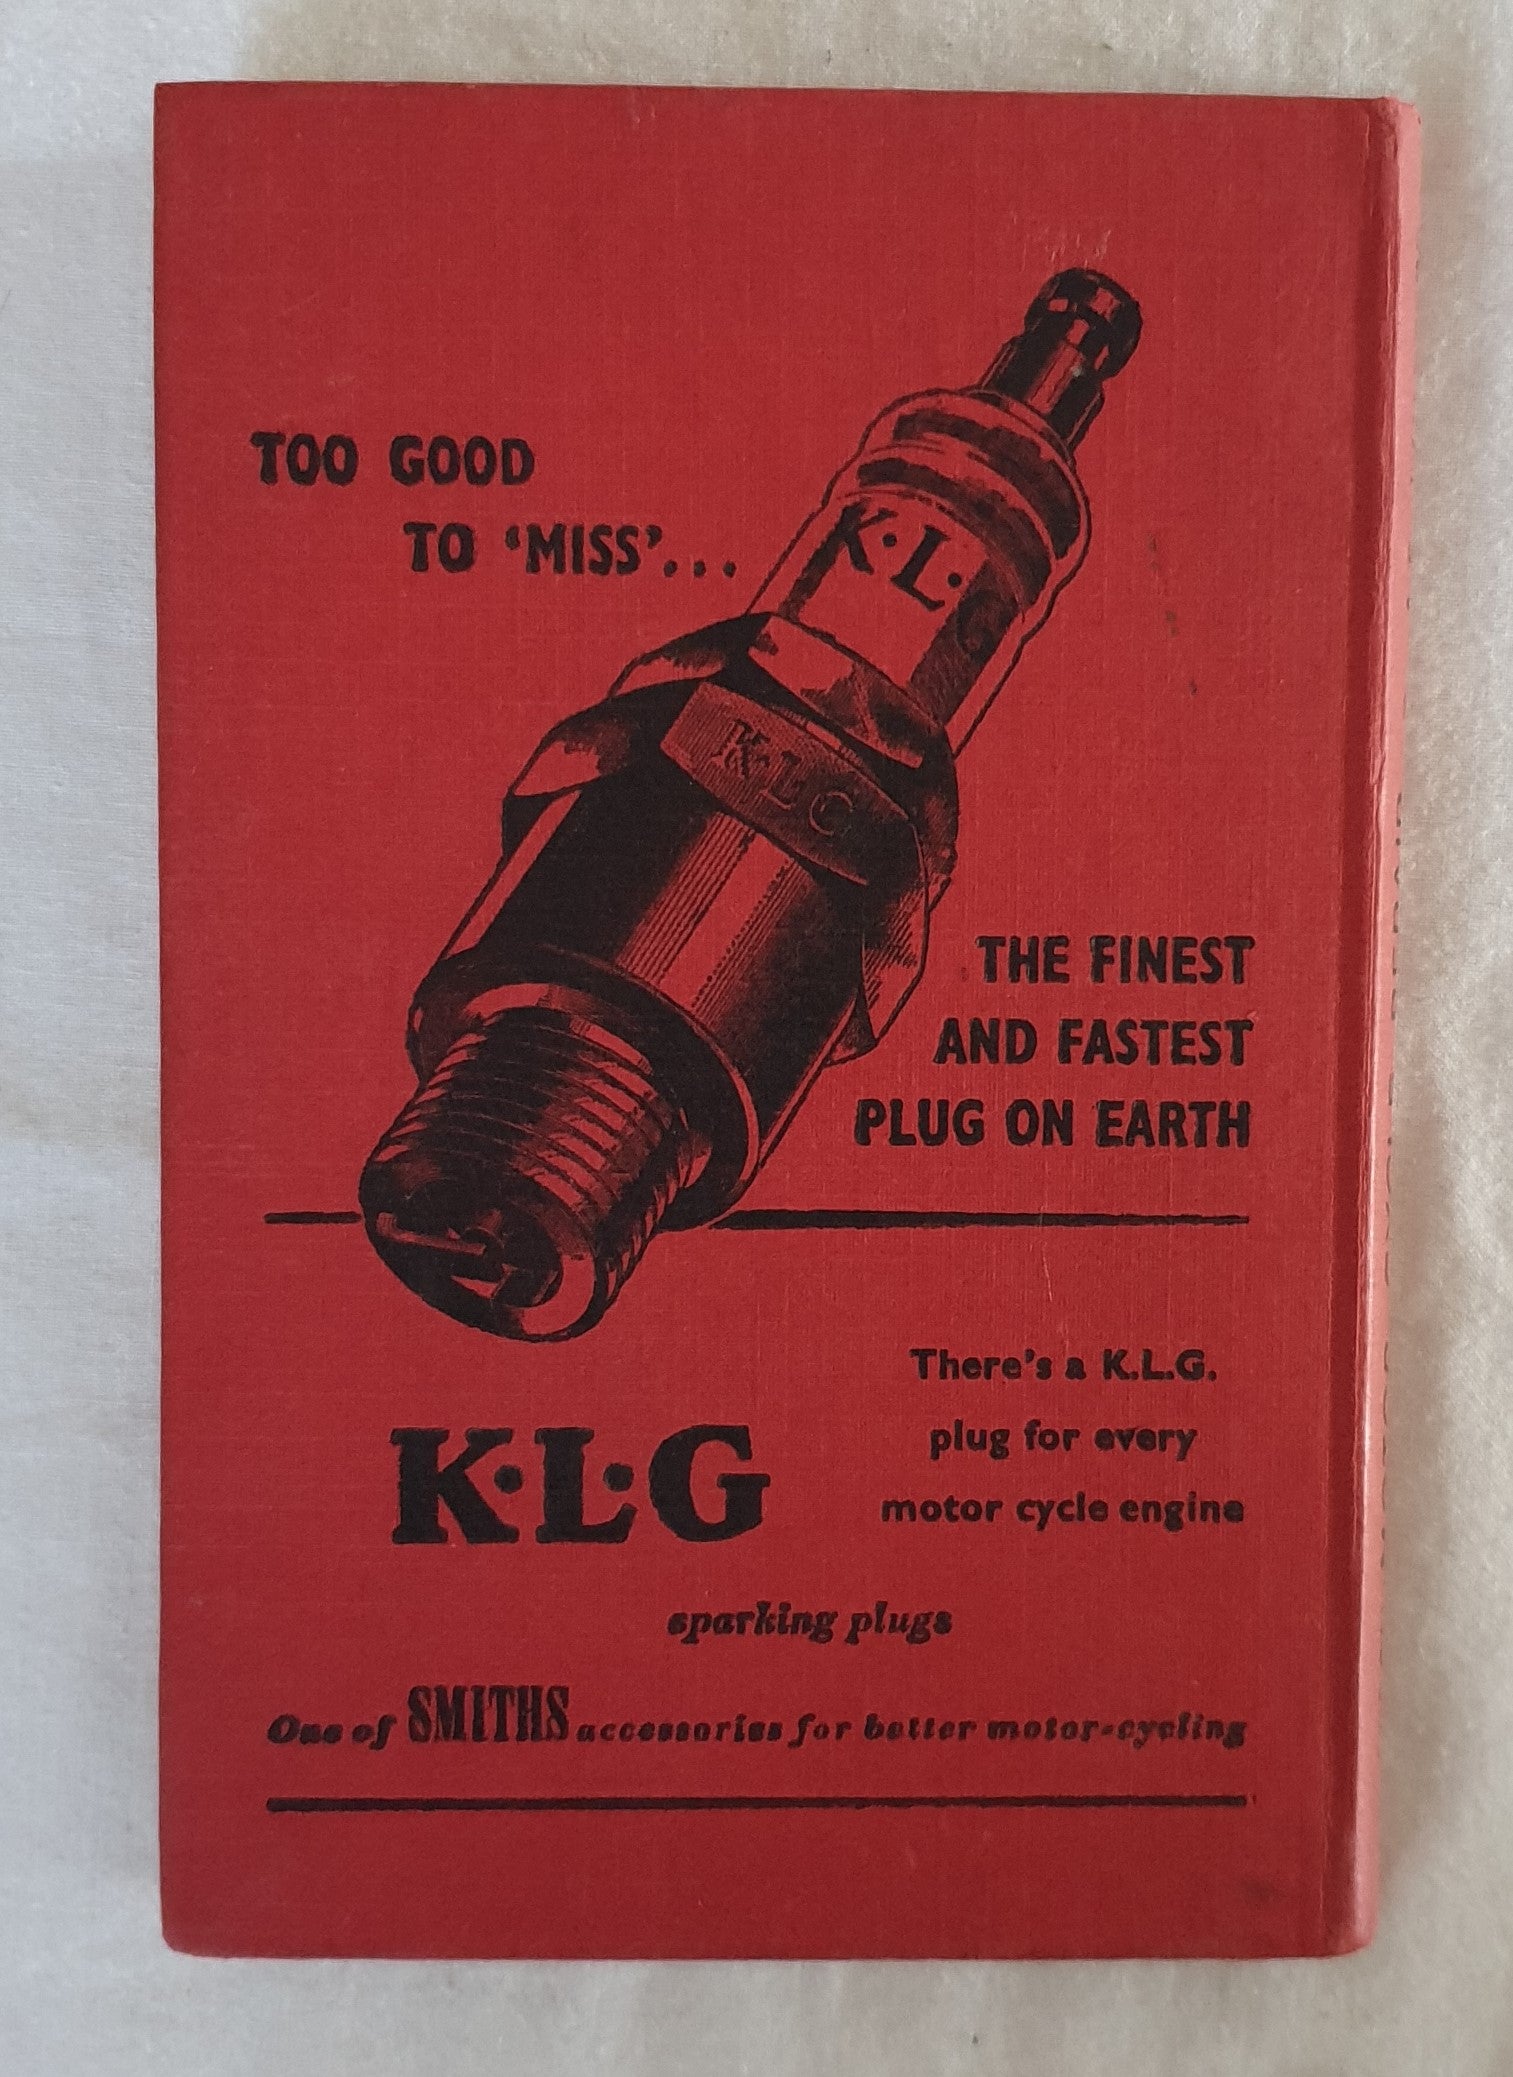 TOO GOOD
TO ‘MISS’...
K·L·G
K·L·G
THE FINEST
AND FASTEST
PLUG ON EARTH
There's a K.L.G.
plug for every
motor cycle engine
K·L·G
sparking plugs
One of SMITHS accessories for better motor-cycling